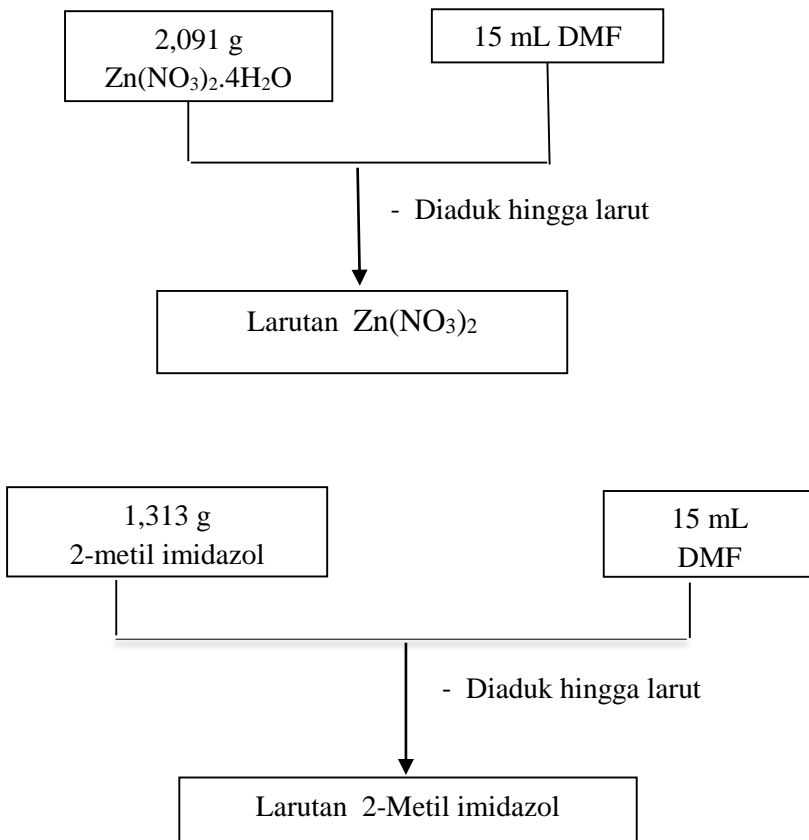 2,091 g
Zn(NO₃)₂.4H₂O
15 mL DMF
- Diaduk hingga larut
Larutan Zn(NO₃)₂
1,313 g
2-metil imidazol
15 mL
DMF
- Diaduk hingga larut
Larutan 2-Metil imidazol